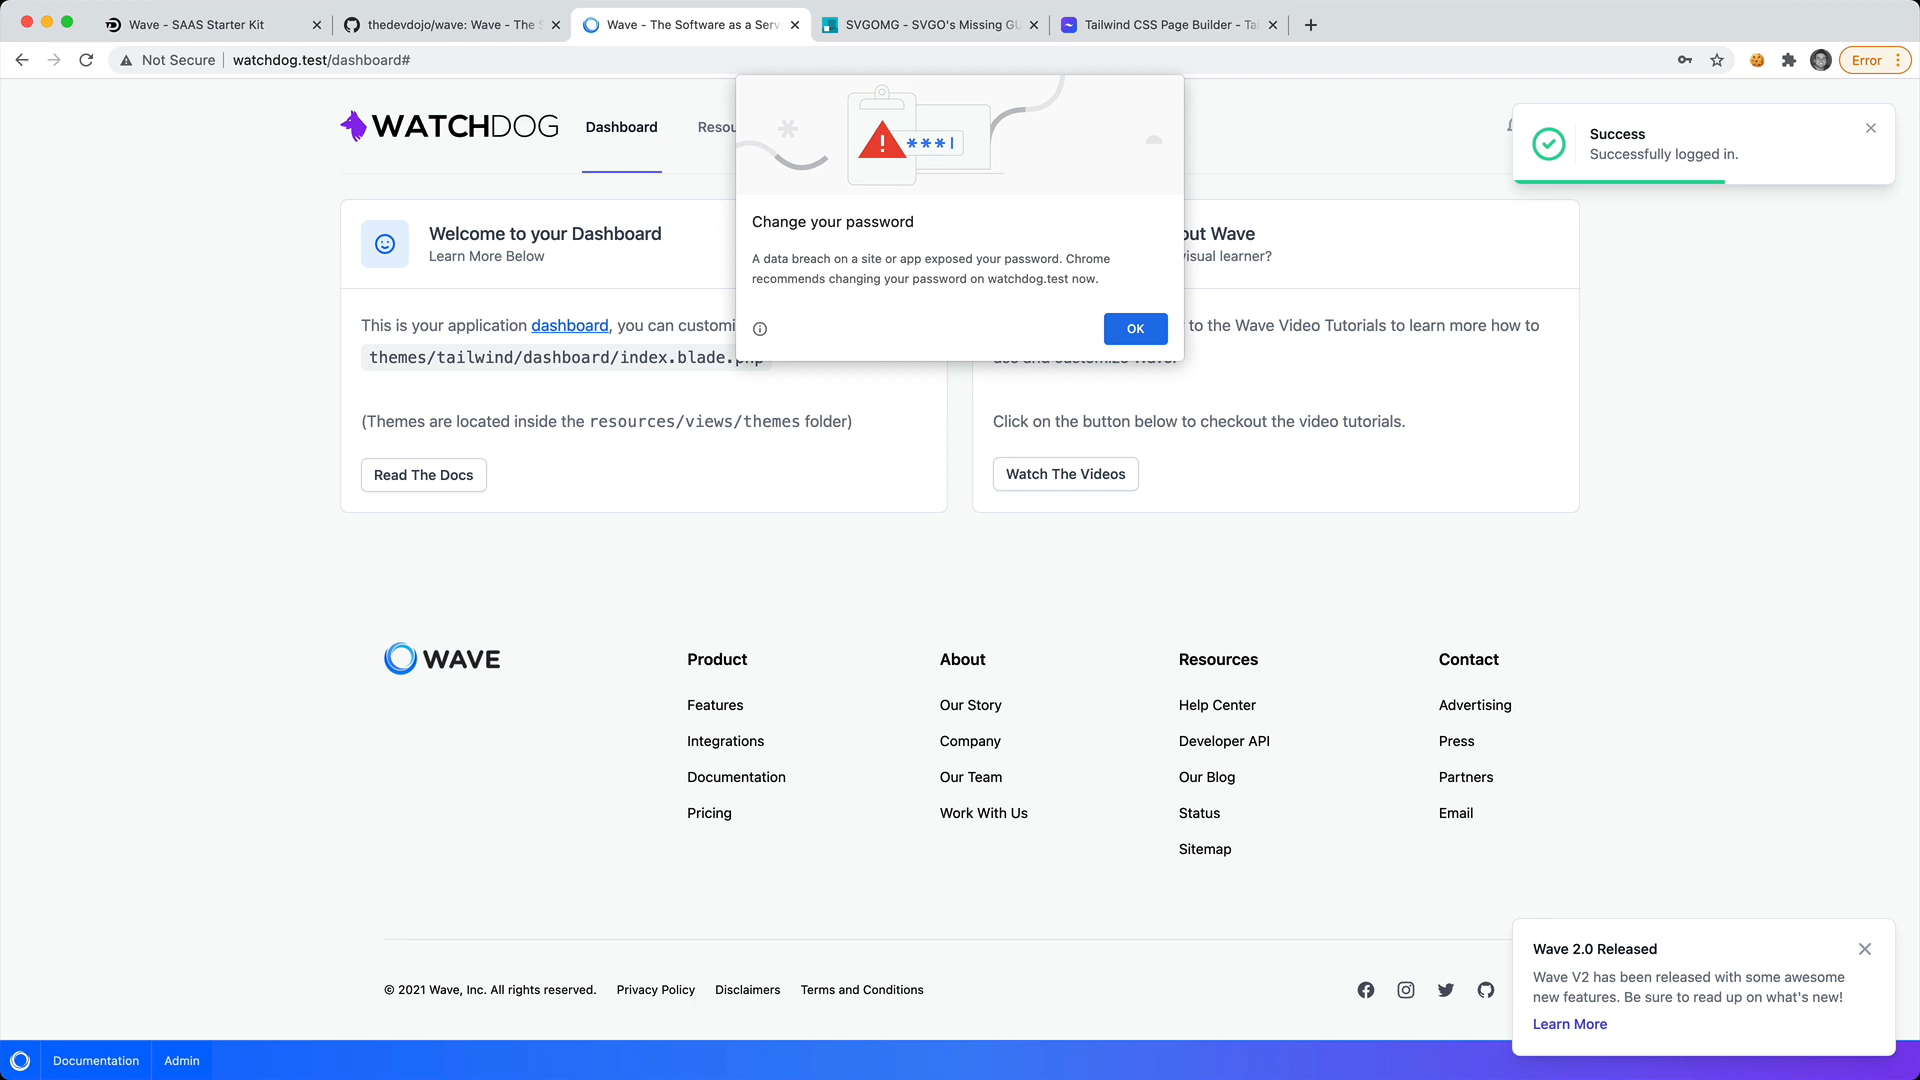 Wave - SAAS Starter Kit
thedevdojo/wave: Wave - The
Wave - The Software as a Serv
SVGOMG - SVGO's Missing GU
Tailwind CSS Page Builder - Ta
Not Secure
watchdog.test/dashboard#
Error
WATCHDOG
Dashboard
Resou
Success
Successfully logged in.
***
Change your password
A data breach on a site or app exposed your password. Chrome
recommends changing your password on watchdog.test now.
OK
Welcome to your Dashboard
Learn More Below
This is your application dashboard, you can customi
themes/tailwind/dashboard/index.blade.php
(Themes are located inside the resources/views/themes folder)
Read The Docs
out Wave
visual learner?
to the Wave Video Tutorials to learn more how to
use and customize Wave.
Click on the button below to checkout the video tutorials.
Watch The Videos
WAVE
Product
Features
Integrations
Documentation
Pricing
About
Our Story
Company
Our Team
Work With Us
Resources
Help Center
Developer API
Our Blog
Status
Sitemap
Contact
Advertising
Press
Partners
Email
© 2021 Wave, Inc. All rights reserved.
Privacy Policy
Disclaimers
Terms and Conditions
Wave 2.0 Released
Wave V2 has been released with some awesome
new features. Be sure to read up on what's new!
Learn More
Documentation
Admin